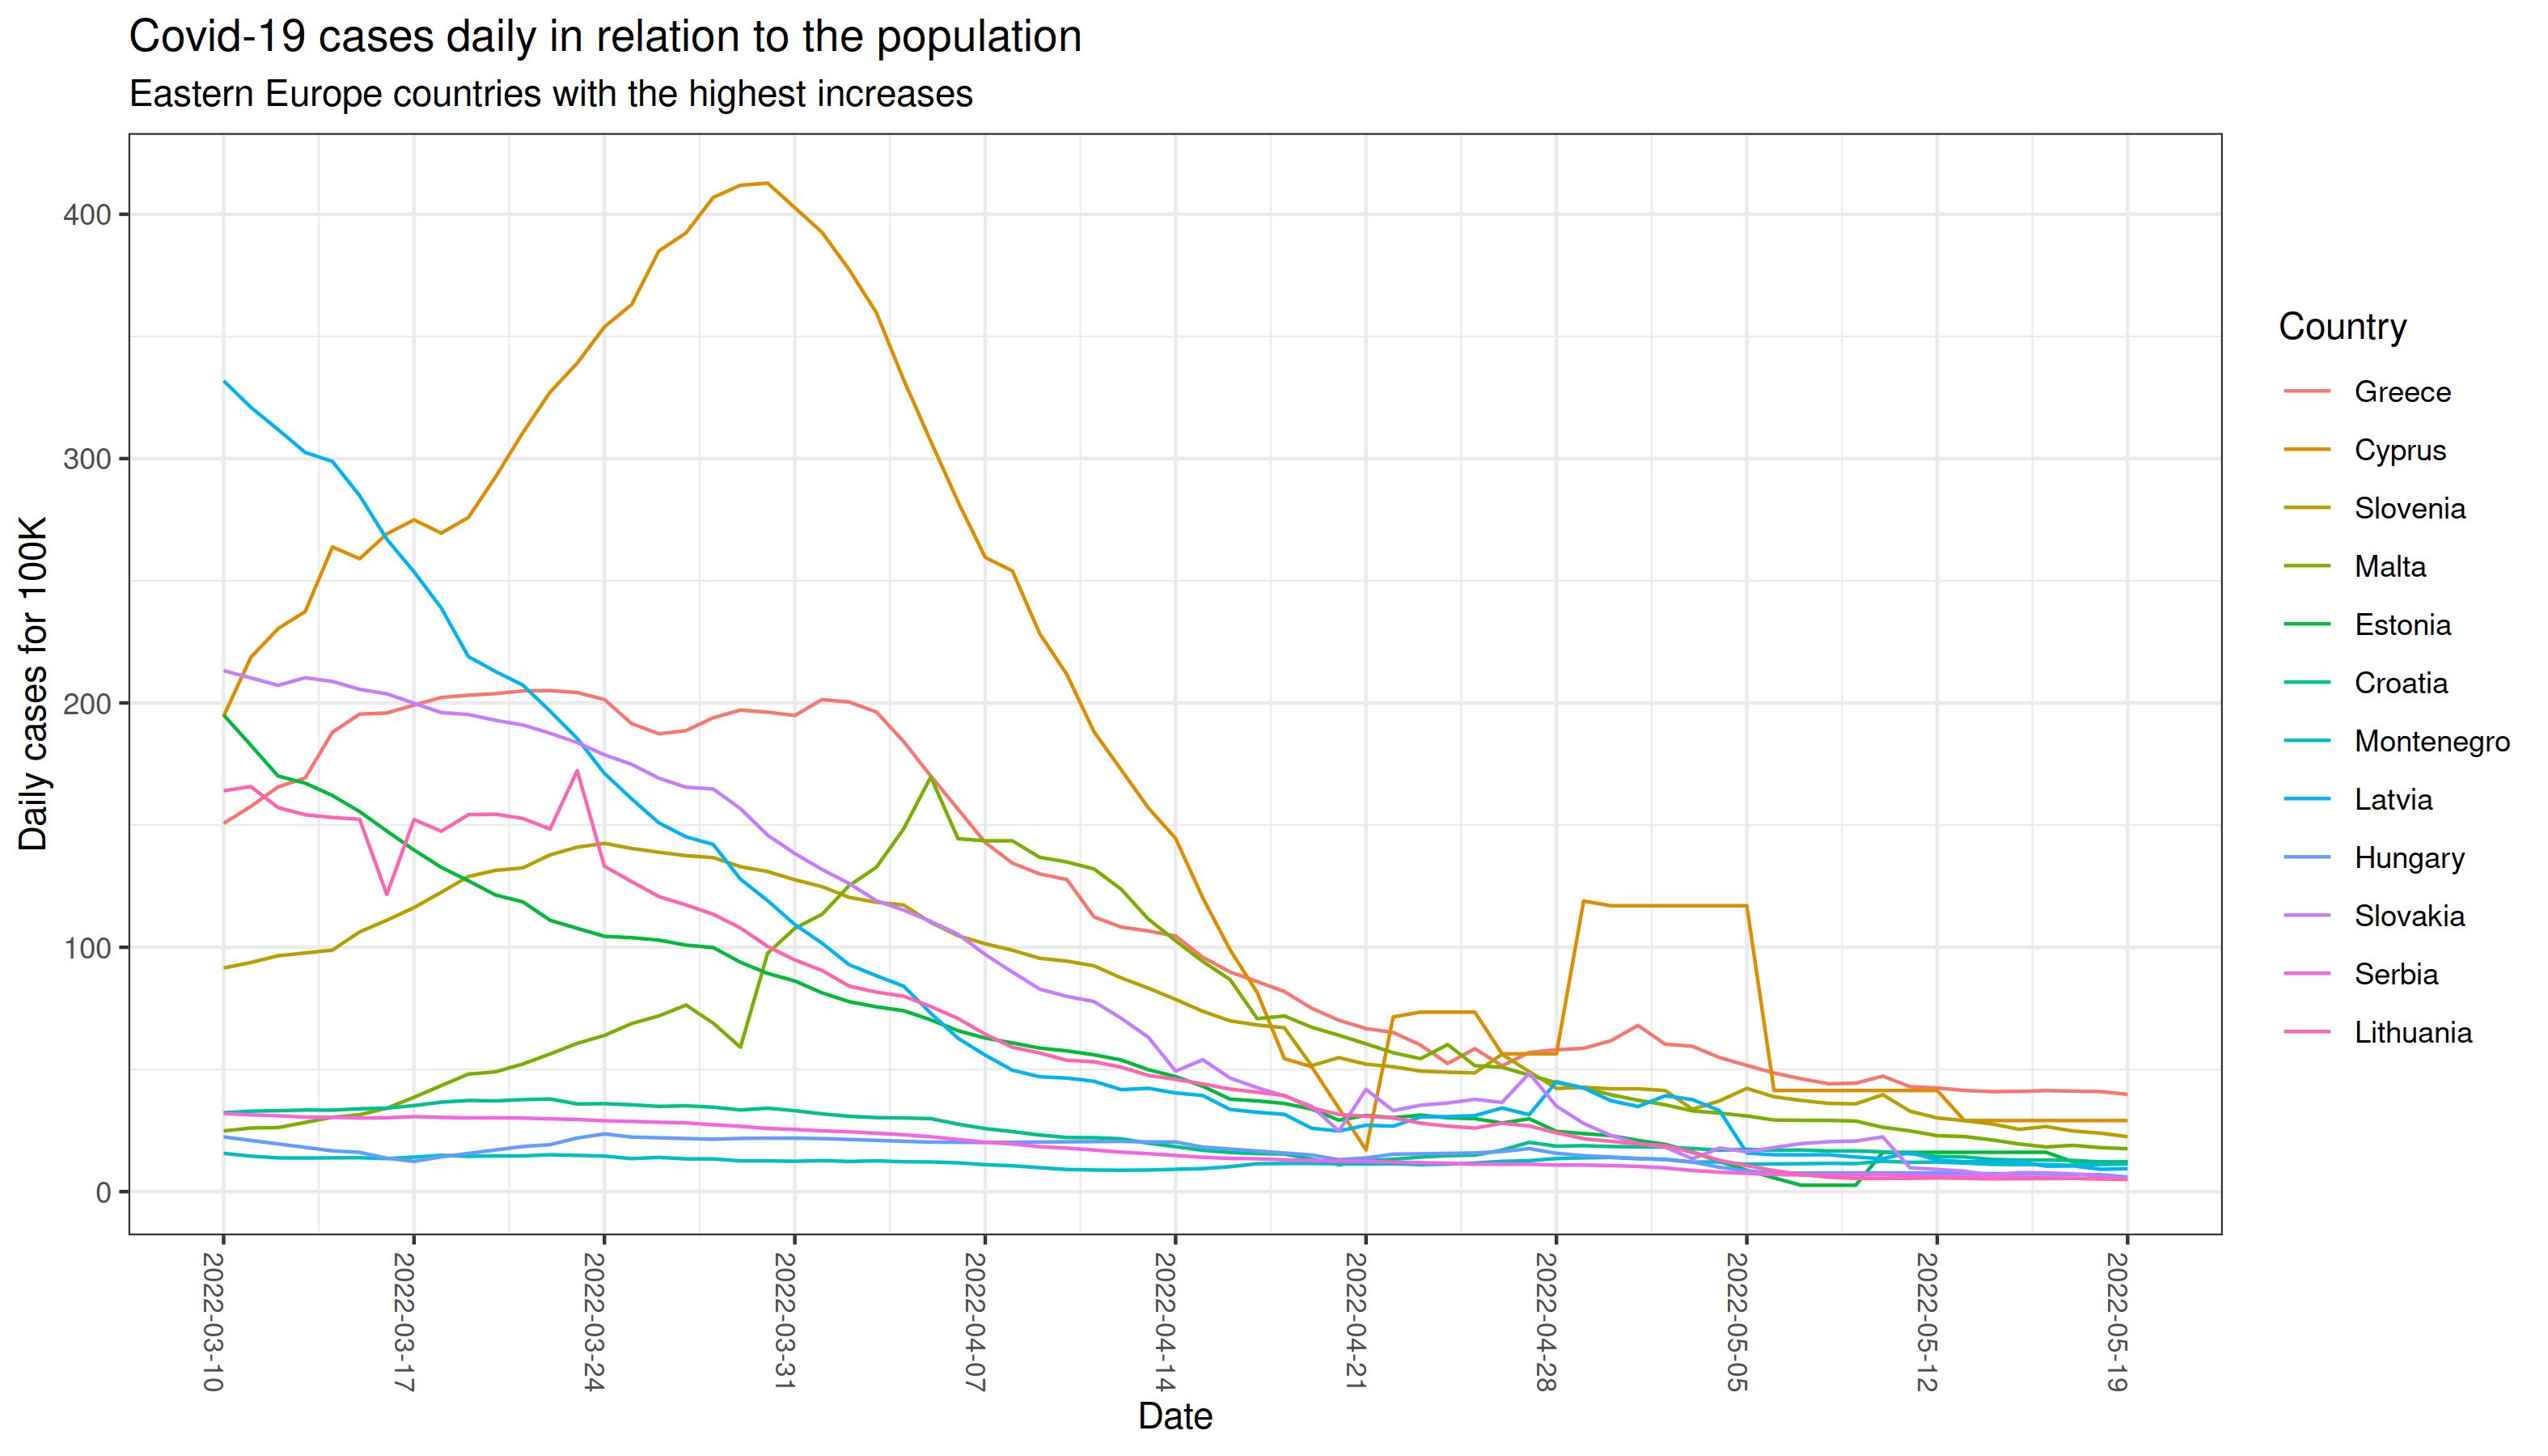 Covid-19 cases daily in relation to the population
Eastern Europe countries with the highest increases
Daily cases for 100K
400
300
200
100
0
2022-03-10
2022-03-17
2022-03-24
2022-03-31
2022-04-07
2022-04-14
2022-04-21
2022-04-28
2022-05-05
2022-05-12
2022-05-19
Date
Country
Greece
Cyprus
Slovenia
Malta
Estonia
Croatia
Montenegro
Latvia
Hungary
Slovakia
Serbia
Lithuania